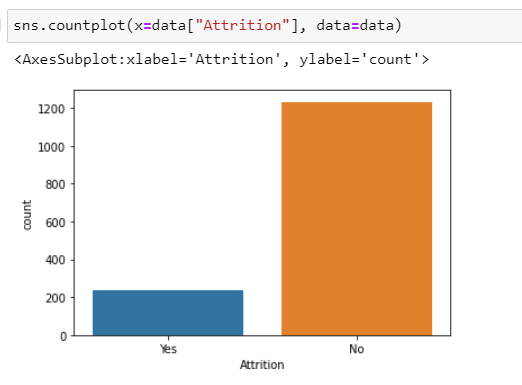 sns.countplot(x=data["Attrition"], data=data)
<AxesSubplot:xlabel='Attrition', ylabel='count'>
1200
1000
800
600
400
200
0
count
Yes No
Attrition